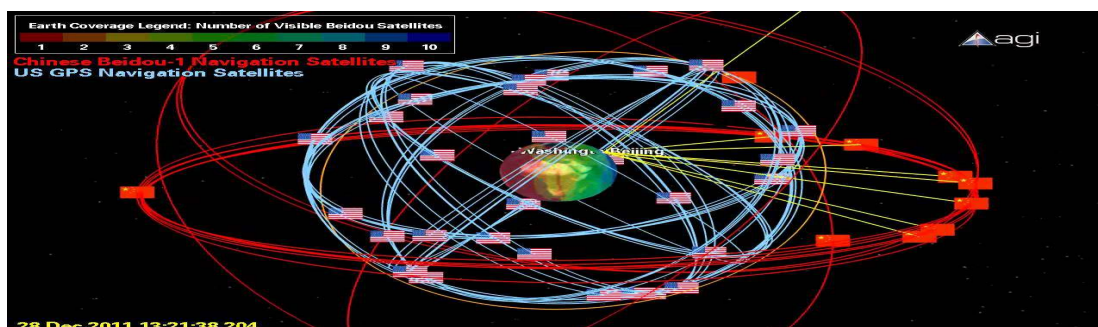 Earth Coverage Legend: Number of Visible Beidou Satellites
1 2 3 4 5 6 7 8 9 10
Chinese Beidou-1 Navigation Satellites
US GPS Navigation Satellites
agi
Beijing
28 Dec 2011 13:21:38.204